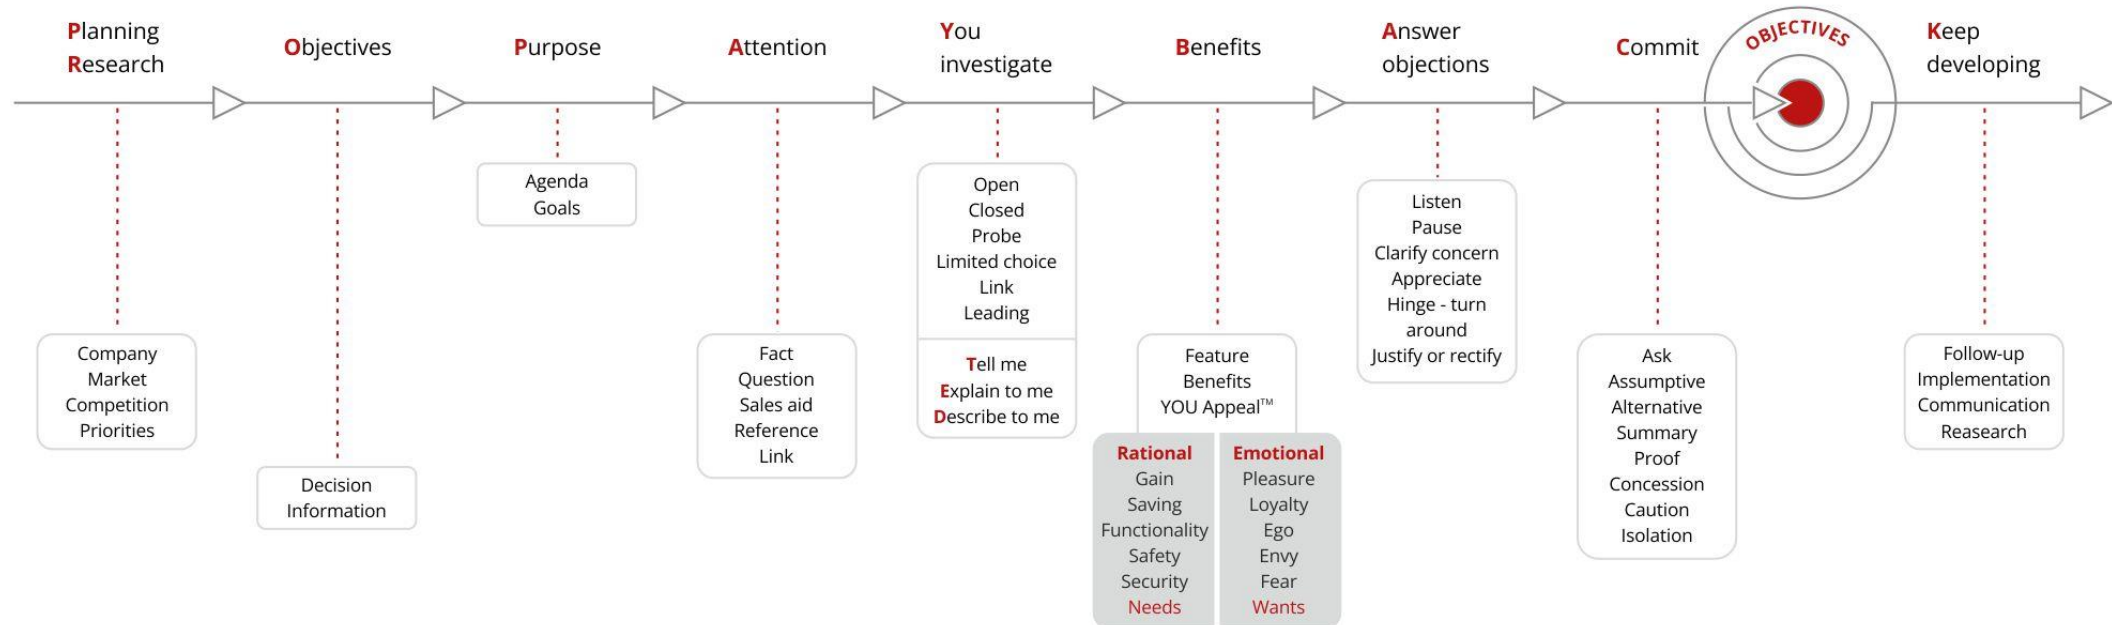 Planning
Research
Objectives
Purpose
Attention
You
investigate
Benefits
Answer
objections
Commit
OBJECTIVES
Keep
developing
Company
Market
Competition
Priorities
Decision
Information
Agenda
Goals
Fact
Question
Sales aid
Reference
Link
Open
Closed
Probe
Limited choice
Link
Leading
Tell me
Explain to me
Describe to me
Feature
Benefits
YOU Appeal™
Rational
Gain
Saving
Functionality
Safety
Security
Needs
Emotional
Pleasure
Loyalty
Ego
Envy
Fear
Wants
Listen
Pause
Clarify concern
Appreciate
Hinge - turn
around
Justify or rectify
Ask
Assumptive
Alternative
Summary
Proof
Concession
Caution
Isolation
Follow-up
Implementation
Communication
Reasearch